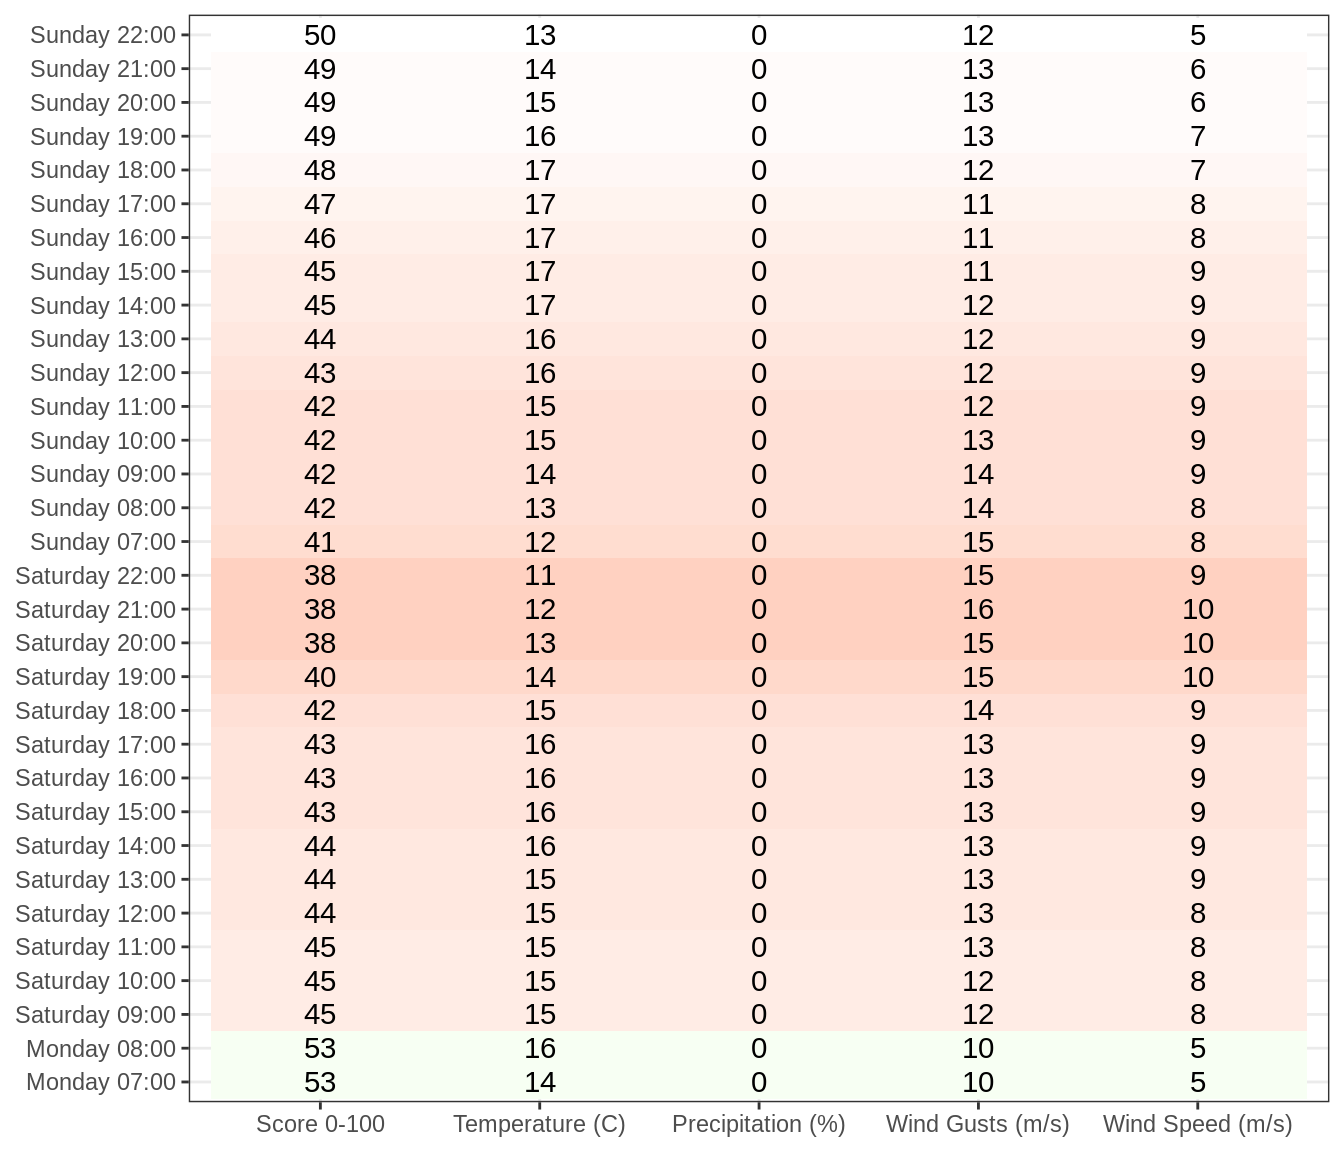 Sunday 22:00 50 13 0 12 5
Sunday 21:00 49 14 0 13 6
Sunday 20:00 49 15 0 13 6
Sunday 19:00 49 16 0 13 7
Sunday 18:00 48 17 0 12 7
Sunday 17:00 47 17 0 11 8
Sunday 16:00 46 17 0 11 8
Sunday 15:00 45 17 0 11 9
Sunday 14:00 45 17 0 12 9
Sunday 13:00 44 16 0 12 9
Sunday 12:00 43 16 0 12 9
Sunday 11:00 42 15 0 12 9
Sunday 10:00 42 15 0 13 9
Sunday 09:00 42 14 0 14 9
Sunday 08:00 42 13 0 14 8
Sunday 07:00 41 12 0 15 8
Saturday 22:00 38 11 0 15 9
Saturday 21:00 38 12 0 16 10
Saturday 20:00 38 13 0 15 10
Saturday 19:00 40 14 0 15 10
Saturday 18:00 42 15 0 14 9
Saturday 17:00 43 16 0 13 9
Saturday 16:00 43 16 0 13 9
Saturday 15:00 43 16 0 13 9
Saturday 14:00 44 16 0 13 9
Saturday 13:00 44 15 0 13 9
Saturday 12:00 44 15 0 13 8
Saturday 11:00 45 15 0 13 8
Saturday 10:00 45 15 0 12 8
Saturday 09:00 45 15 0 12 8
Monday 08:00 53 16 0 10 5
Monday 07:00 53 14 0 10 5
Score 0-100 Temperature (C) Precipitation (%) Wind Gusts (m/s) Wind Speed (m/s)